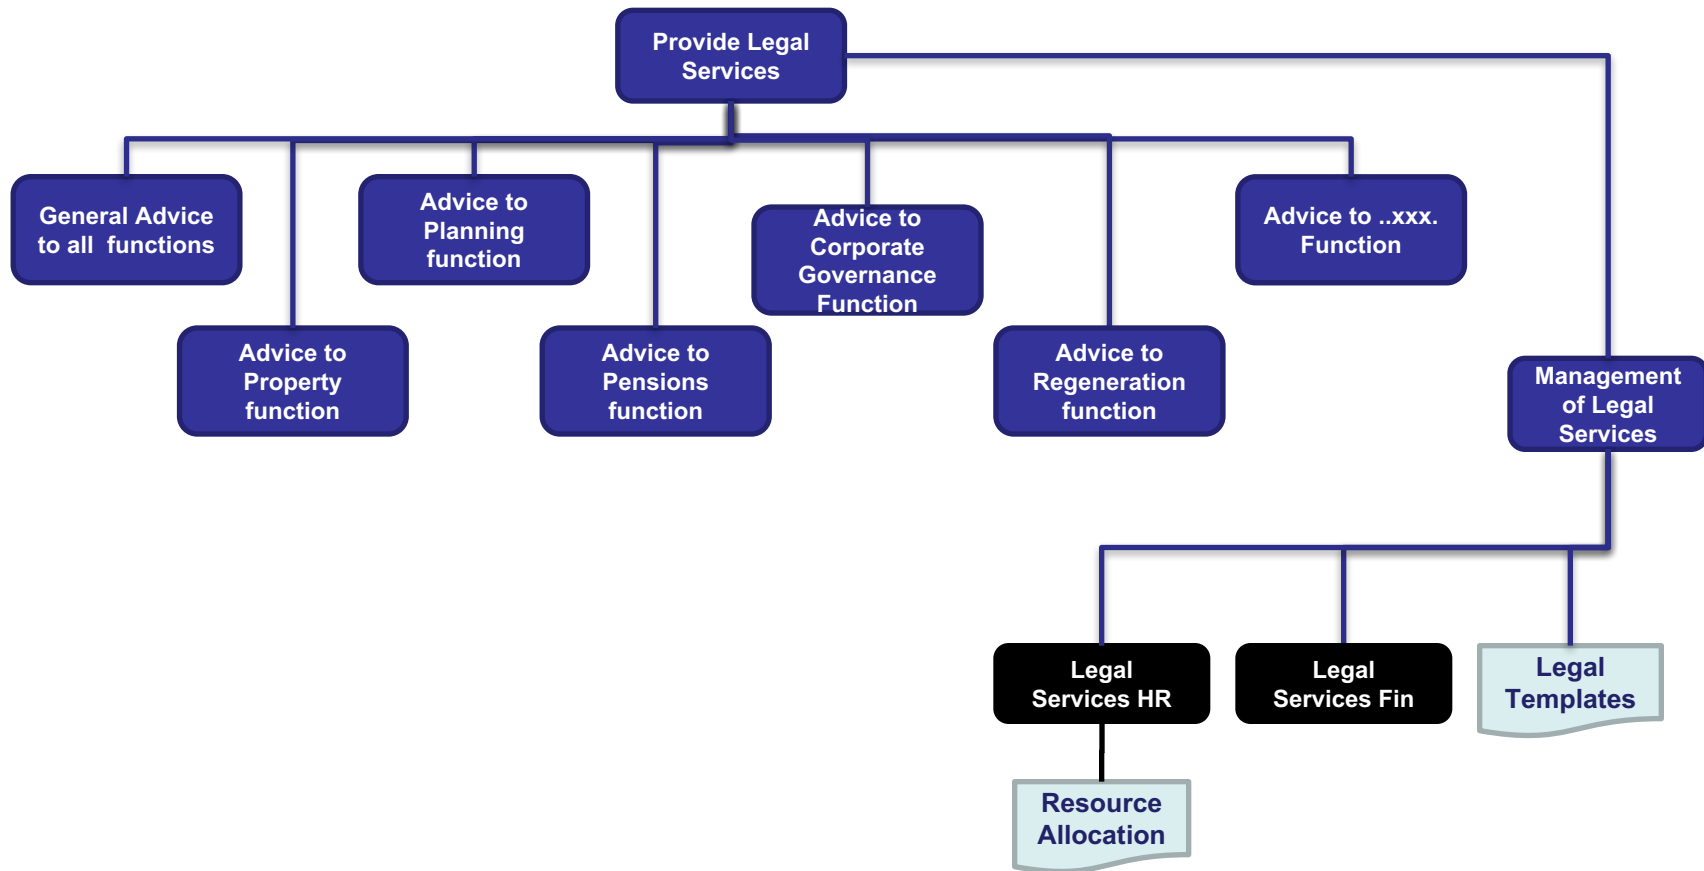 Provide Legal
Services
General Advice
to all  functions
Advice to
Planning
function
Advice to
Corporate
Governance
Function
Advice to ..xxx.
Function
Advice to
Property
function
Advice to
Pensions
function
Advice to
Regeneration
function
Management
of Legal
Services
Legal
Services HR
Legal
Services Fin
Legal
Templates
Resource
Allocation